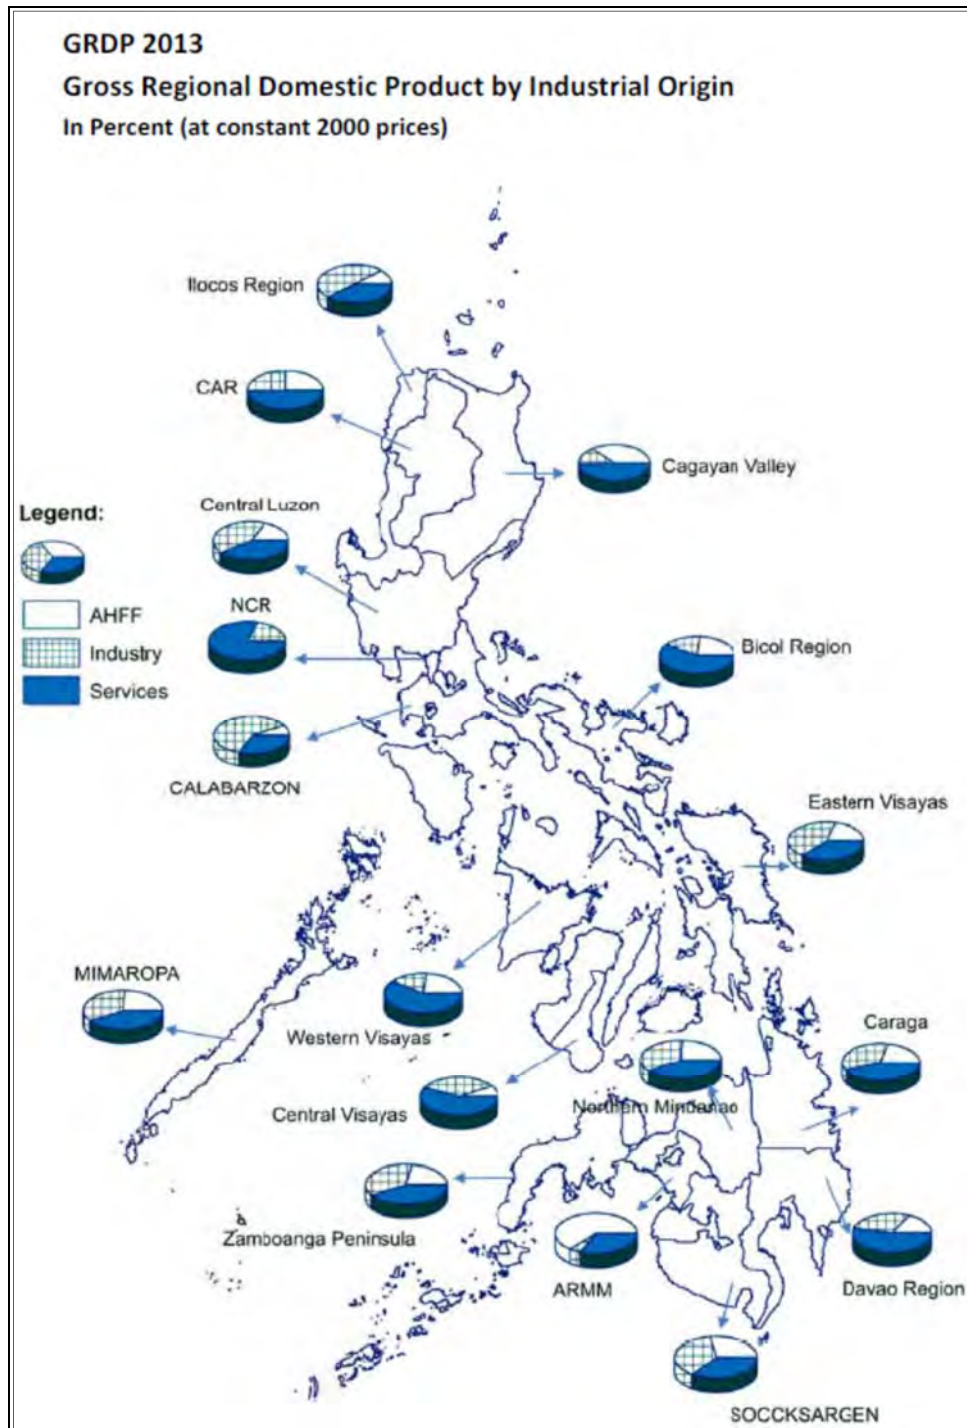 GRDP 2013
Gross Regional Domestic Product by Industrial Origin
In Percent (at constant 2000 prices)
Ilocos Region
CAR
Cagayan Valley
Central Luzon
Legend:
AHFF
Industry
Services
NCR
Bicol Region
CALABARZON
Eastern Visayas
MIMAROPA
Western Visayas
Caraga
Central Visayas
Northern Mindanao
Zamboanga Peninsula
ARMM
Davao Region
SOCCKSARGEN